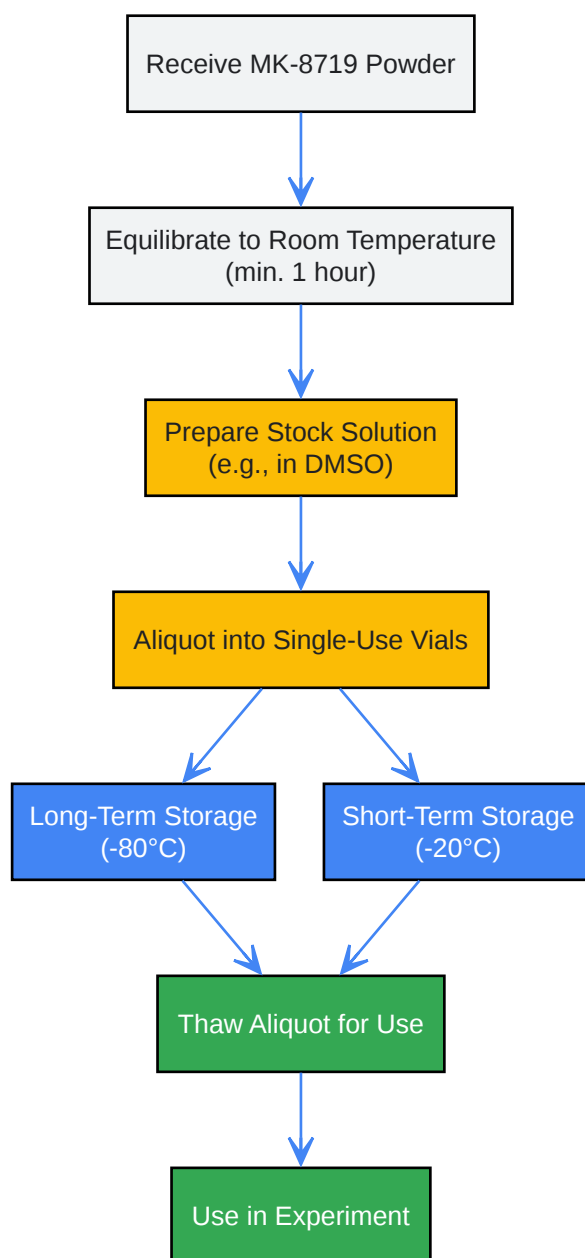 Receive MK-8719 Powder
Equilibrate to Room Temperature
(min. 1 hour)
Prepare Stock Solution
(e.g., in DMSO)
Aliquot into Single-Use Vials
Long-Term Storage
(-80°C)
Short-Term Storage
(-20°C)
Thaw Aliquot for Use
Use in Experiment